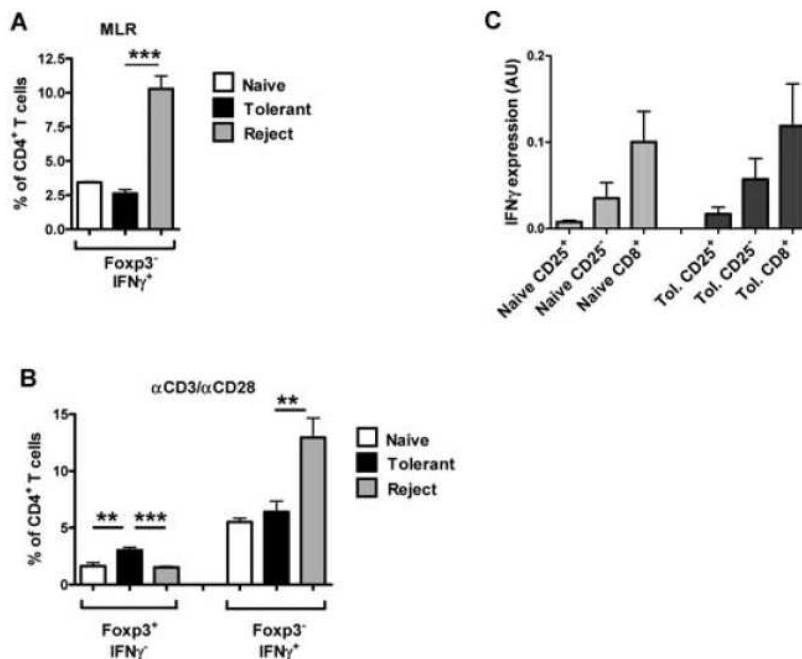 A
MLR
***
12.5
10.0
7.5
5.0
2.5
0.0
% of CD4⁺ T cells
Naive
Tolerant
Reject
Foxp3⁻
IFNγ⁺
C
0.2
0.1
0.0
IFNγ expression (AU)
Naive CD25⁺
Naive CD25⁻
Naive CD8⁺
Tol. CD25⁺
Tol. CD25⁻
Tol. CD8⁺
B
αCD3/αCD28
**
15
10
5
0
% of CD4⁺ T cells
** ***
Naive
Tolerant
Reject
Foxp3⁺
IFNγ⁻
Foxp3⁻
IFNγ⁺